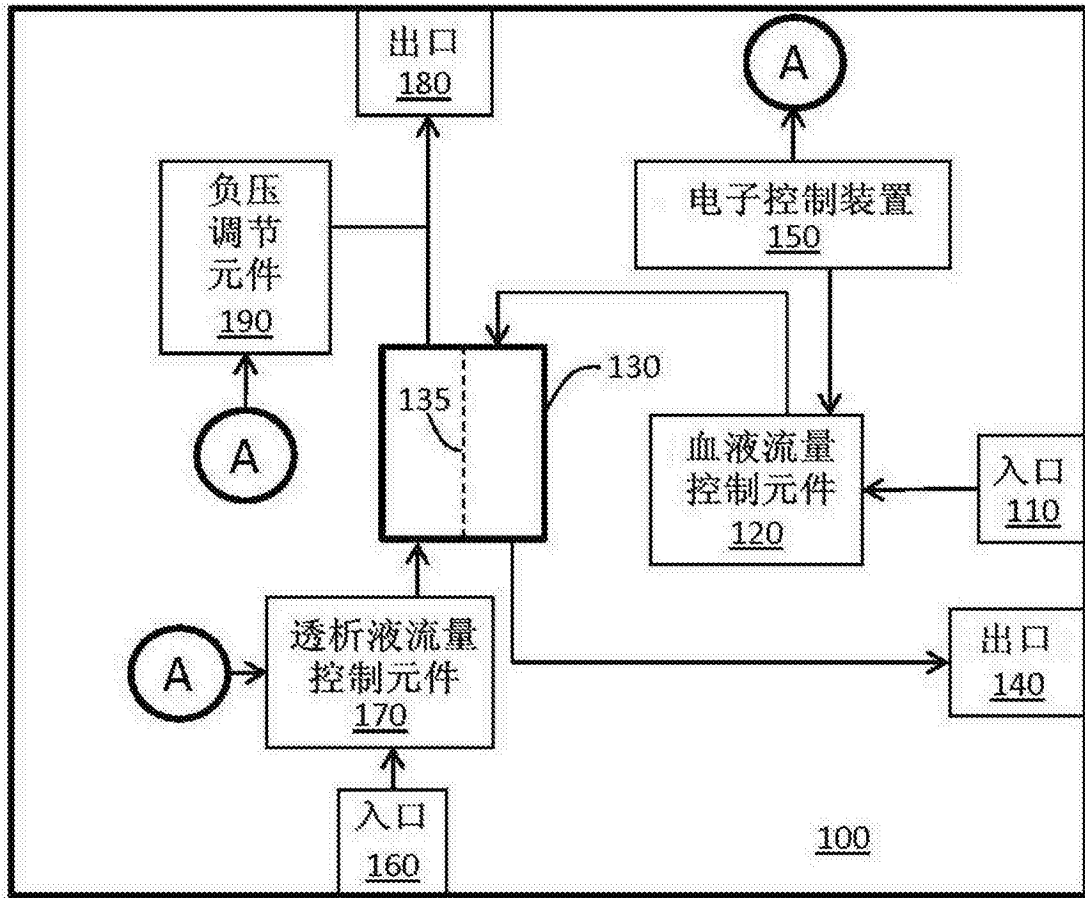 出口
180
A
负压
调节
元件
190
电子控制装置
150
135
130
A
血液流量
控制元件
120
入口
110
透析液流量
控制元件
170
A
出口
140
入口
160
100